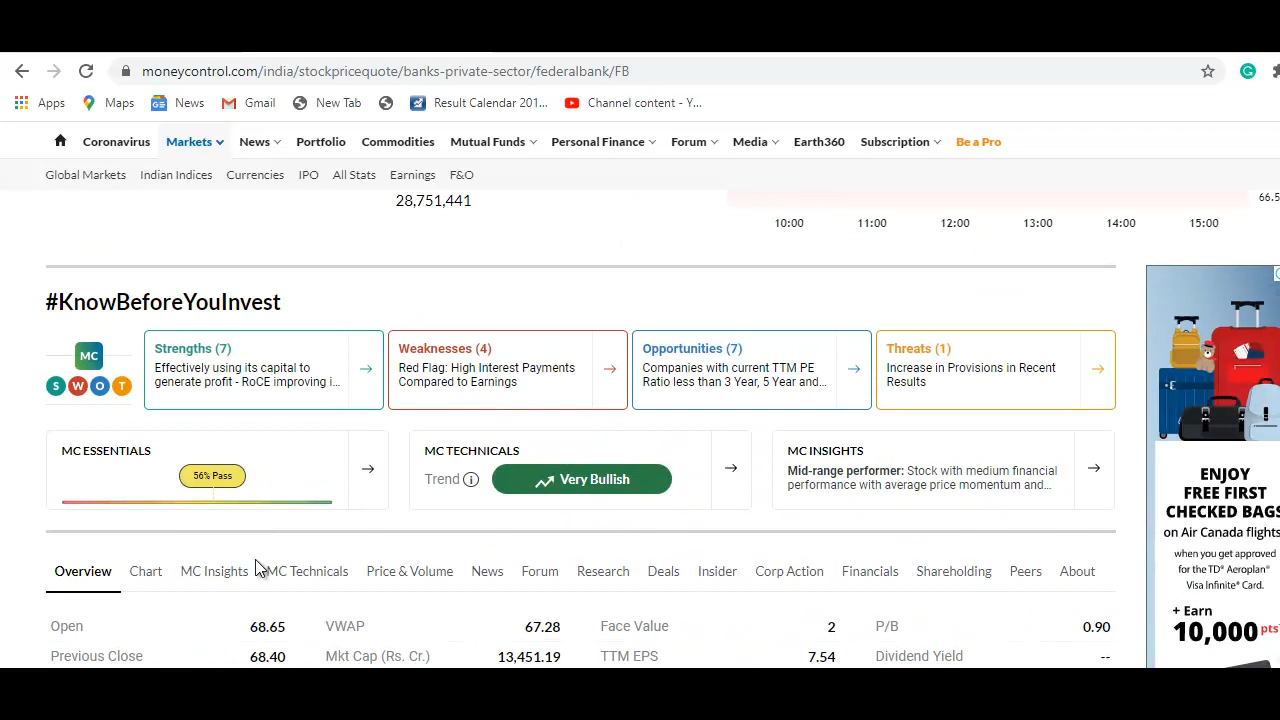 moneycontrol.com/india/stockpricequote/banks-private-sector/federalbank/FB
Apps Maps News Gmail New Tab Result Calendar 201... Channel content - Y...
Coronavirus Markets News Portfolio Commodities Mutual Funds Personal Finance Forum Media Earth360 Subscription Be a Pro
Global Markets Indian Indices Currencies IPO All Stats Earnings F&O
28,751,441
66.5
10:00 11:00 12:00 13:00 14:00 15:00
#KnowBeforeYouInvest
MC
S W O T
Strengths (7)
Effectively using its capital to
generate profit - RoCE improving i...
Weaknesses (4)
Red Flag: High Interest Payments
Compared to Earnings
Opportunities (7)
Companies with current TTM PE
Ratio less than 3 Year, 5 Year and...
Threats (1)
Increase in Provisions in Recent
Results
MC ESSENTIALS
56% Pass
MC TECHNICALS
Trend Very Bullish
MC INSIGHTS
Mid-range performer: Stock with medium financial
performance with average price momentum and...
Overview Chart MC Insights MC Technicals Price & Volume News Forum Research Deals Insider Corp Action Financials Shareholding Peers About
Open 68.65 VWAP 67.28 Face Value 2 P/B 0.90
Previous Close 68.40 Mkt Cap (Rs. Cr.) 13,451.19 TTM EPS 7.54 Dividend Yield --
ENJOY
FREE FIRST
CHECKED BAGS
on Air Canada flights
when you get approved
for the TD® Aeroplan®
Visa Infinite® Card.
+ Earn
10,000 pts